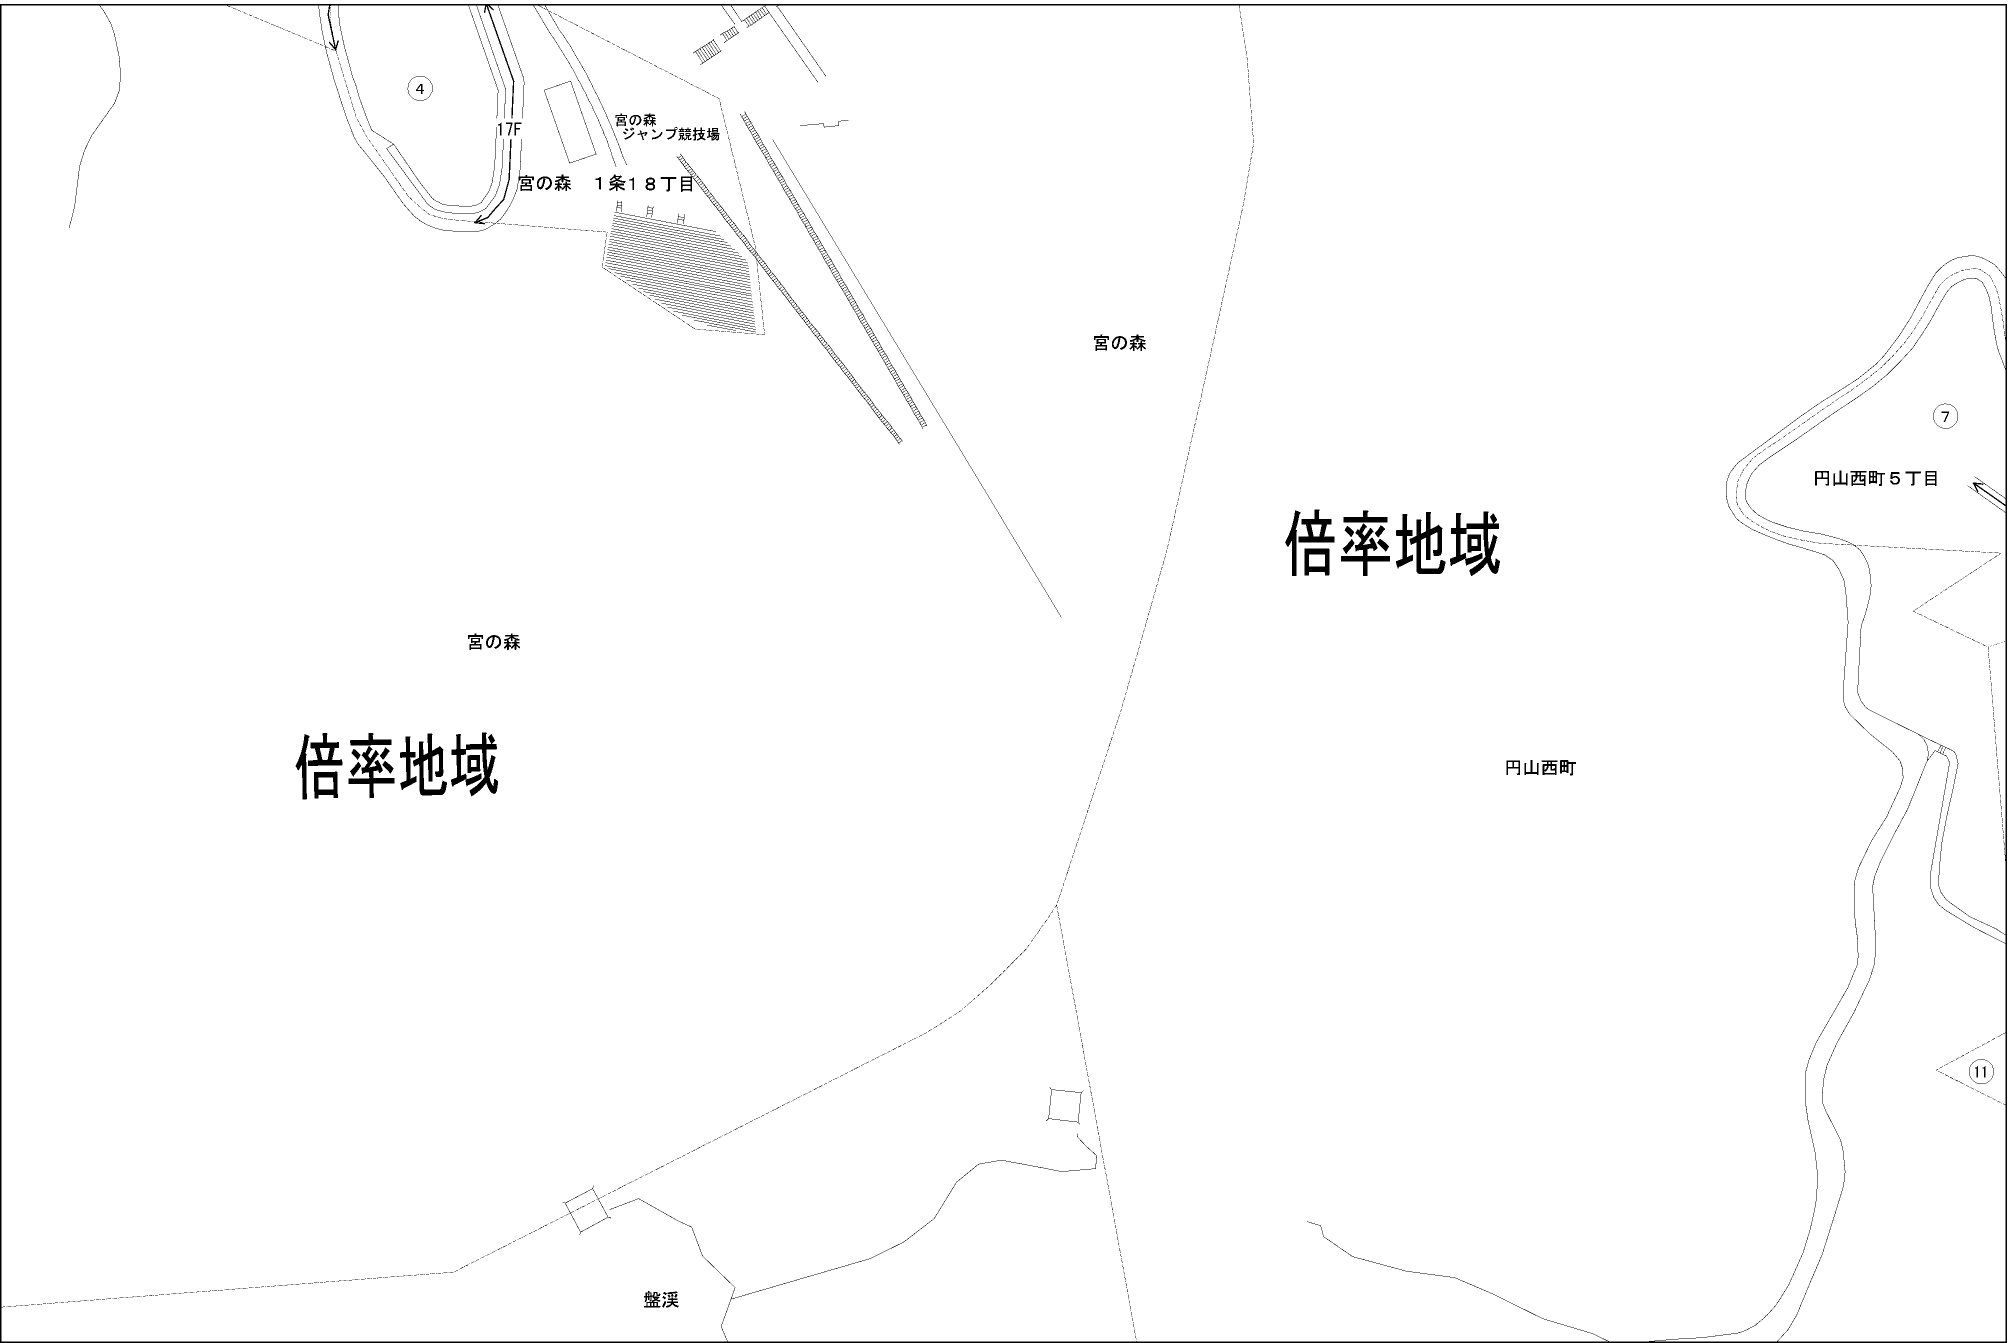 4
17F
宮の森
ジャンプ競技場
宮の森　１条１８丁目
宮の森
7
円山西町５丁目
倍率地域
宮の森
倍率地域
円山西町
11
盤渓